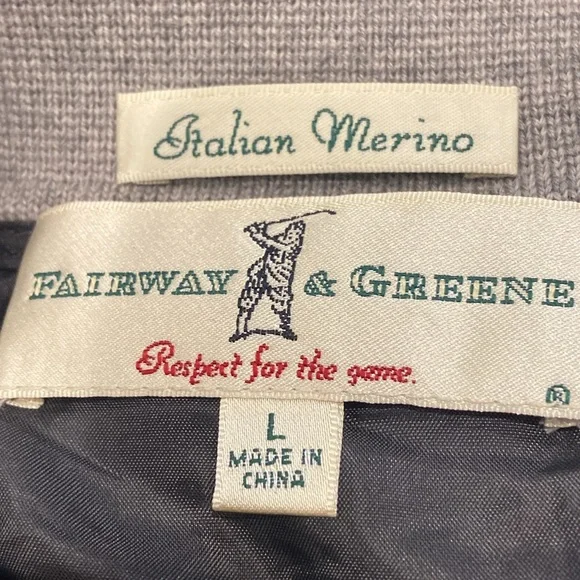 Italian Merino
FAIRWAY & GREENE
Respect for the game.
®
L
MADE IN
CHINA